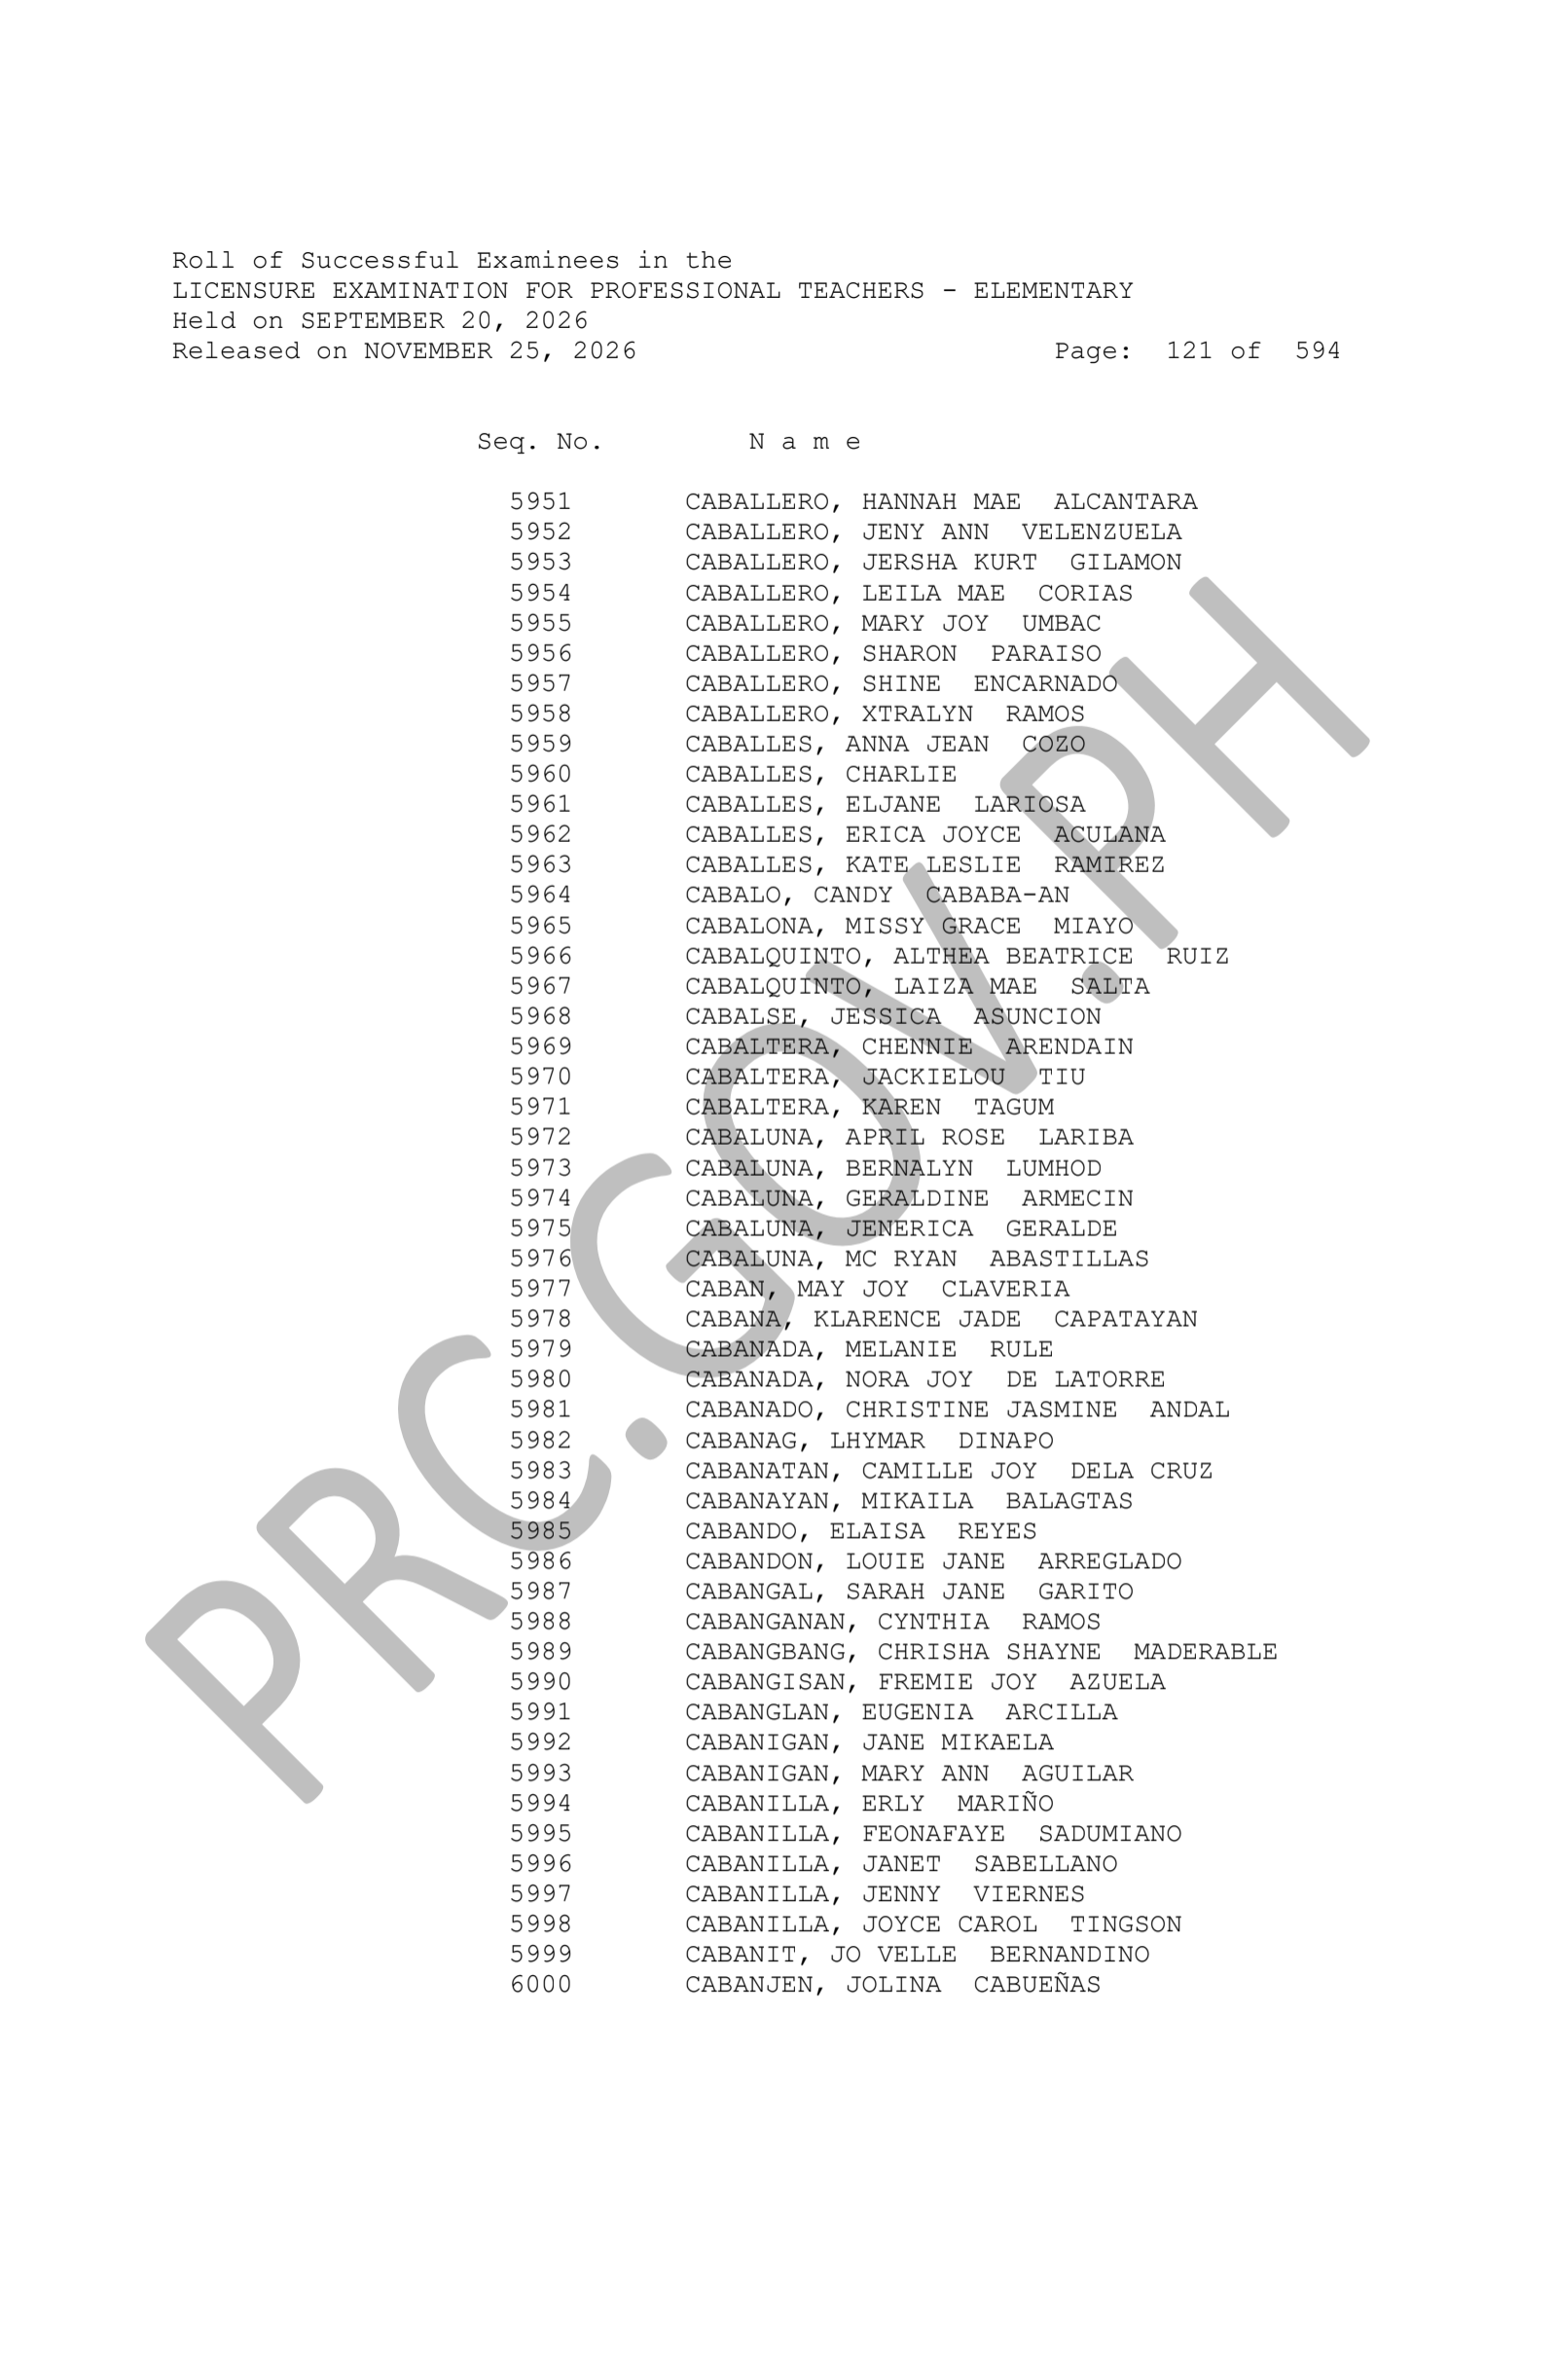 Roll of Successful Examinees in the
LICENSURE EXAMINATION FOR PROFESSIONAL TEACHERS - ELEMENTARY
Held on SEPTEMBER 20, 2026
Released on NOVEMBER 25, 2026 Page: 121 of 594
Seq. No. N a m e
5951 CABALLERO, HANNAH MAE ALCANTARA
5952 CABALLERO, JENY ANN VELENZUELA
5953 CABALLERO, JERSHA KURT GILAMON
5954 CABALLERO, LEILA MAE CORIAS
5955 CABALLERO, MARY JOY UMBAC
5956 CABALLERO, SHARON PARAISO
5957 CABALLERO, SHINE ENCARNADO
5958 CABALLERO, XTRALYN RAMOS
5959 CABALLES, ANNA JEAN COZO
5960 CABALLES, CHARLIE
5961 CABALLES, ELJANE LARIOSA
5962 CABALLES, ERICA JOYCE ACULANA
5963 CABALLES, KATE LESLIE RAMIREZ
5964 CABALO, CANDY CABABA-AN
5965 CABALONA, MISSY GRACE MIAYO
5966 CABALQUINTO, ALTHEA BEATRICE RUIZ
5967 CABALQUINTO, LAIZA MAE SALTA
5968 CABALSE, JESSICA ASUNCION
5969 CABALTERA, CHENNIE ARENDAIN
5970 CABALTERA, JACKIELOU TIU
5971 CABALTERA, KAREN TAGUM
5972 CABALUNA, APRIL ROSE LARIBA
5973 CABALUNA, BERNALYN LUMHOD
5974 CABALUNA, GERALDINE ARMECIN
5975 CABALUNA, JENERICA GERALDE
5976 CABALUNA, MC RYAN ABASTILLAS
5977 CABAN, MAY JOY CLAVERIA
5978 CABANA, KLARENCE JADE CAPATAYAN
5979 CABANADA, MELANIE RULE
5980 CABANADA, NORA JOY DE LATORRE
5981 CABANADO, CHRISTINE JASMINE ANDAL
5982 CABANAG, LHYMAR DINAPO
5983 CABANATAN, CAMILLE JOY DELA CRUZ
5984 CABANAYAN, MIKAILA BALAGTAS
5985 CABANDO, ELAISA REYES
5986 CABANDON, LOUIE JANE ARREGLADO
5987 CABANGAL, SARAH JANE GARITO
5988 CABANGANAN, CYNTHIA RAMOS
5989 CABANGBANG, CHRISHA SHAYNE MADERABLE
5990 CABANGISAN, FREMIE JOY AZUELA
5991 CABANGLAN, EUGENIA ARCILLA
5992 CABANIGAN, JANE MIKAELA
5993 CABANIGAN, MARY ANN AGUILAR
5994 CABANILLA, ERLY MARIÑO
5995 CABANILLA, FEONAFAYE SADUMIANO
5996 CABANILLA, JANET SABELLANO
5997 CABANILLA, JENNY VIERNES
5998 CABANILLA, JOYCE CAROL TINGSON
5999 CABANIT, JO VELLE BERNANDINO
6000 CABANJEN, JOLINA CABUEÑAS
PRC.GOV.PH